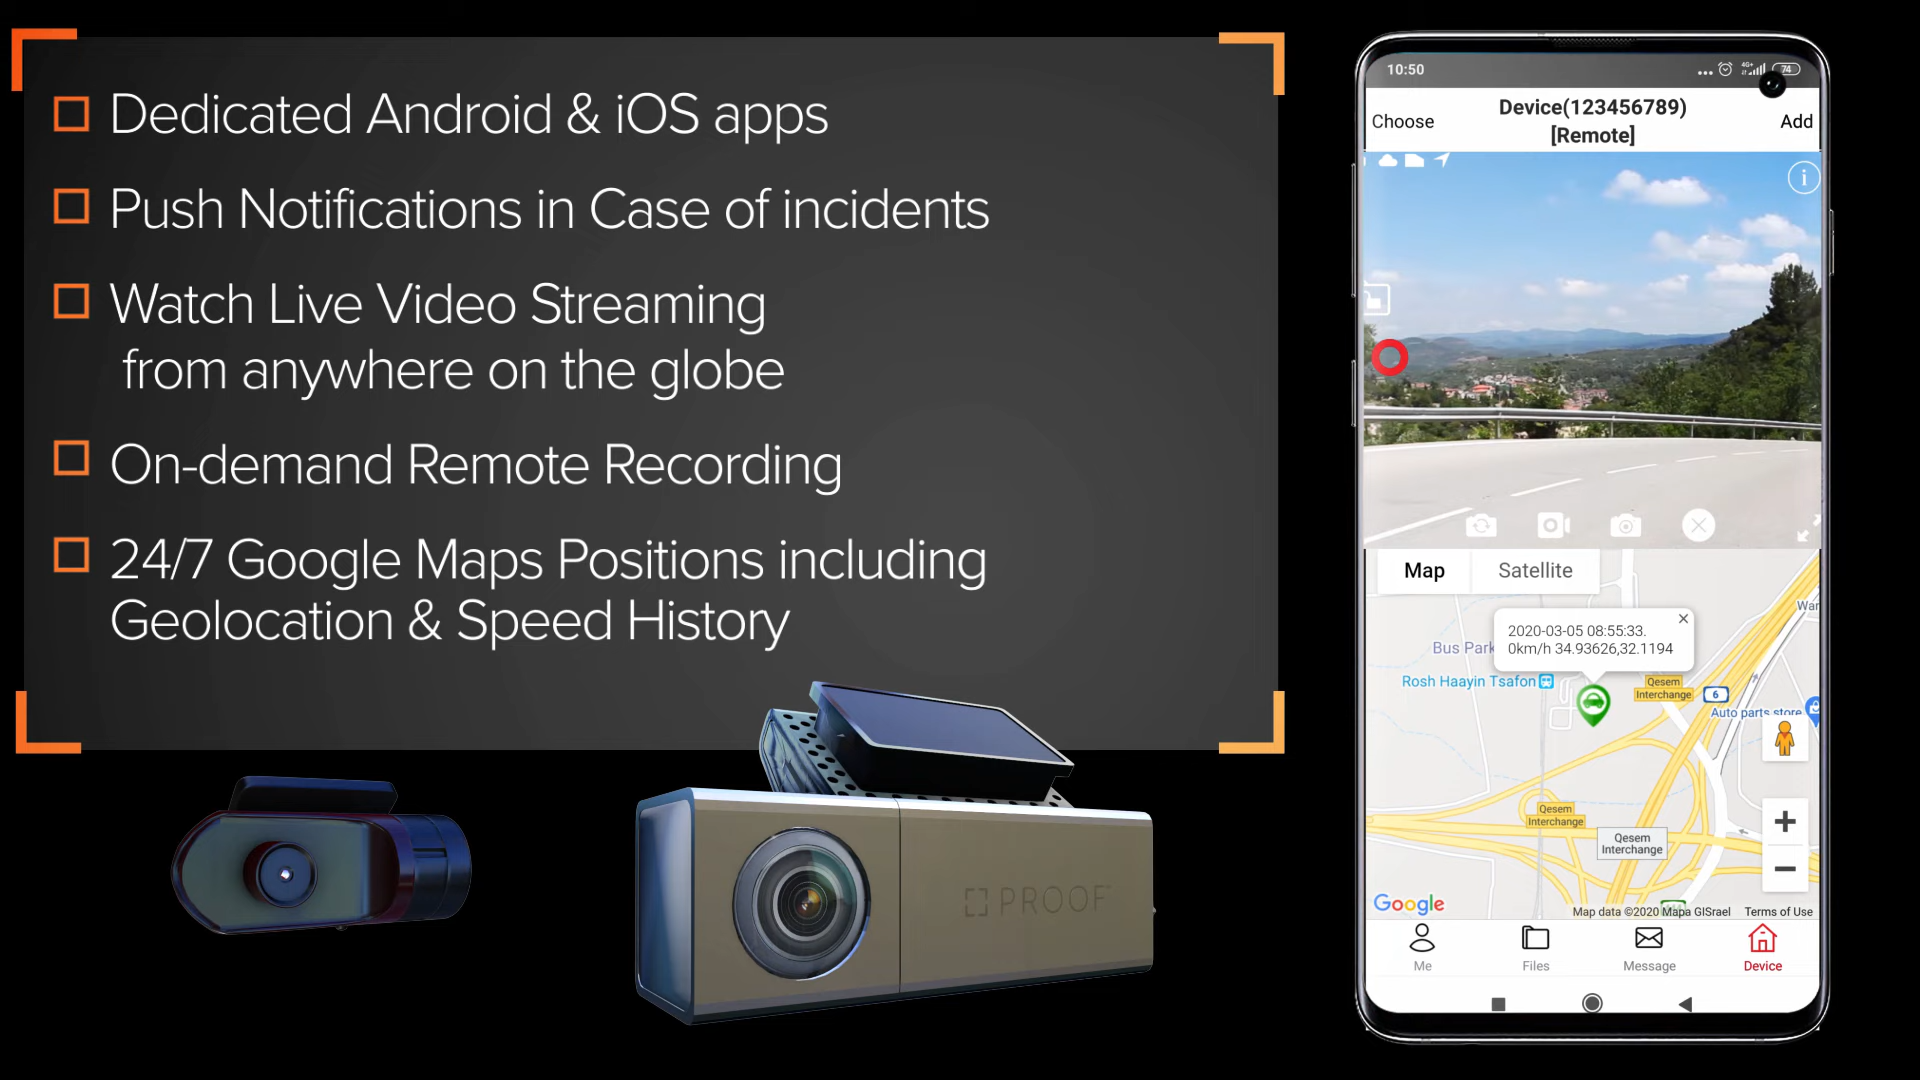 Dedicated Android & iOS apps
Push Notifications in Case of incidents
Watch Live Video Streaming
from anywhere on the globe
On-demand Remote Recording
24/7 Google Maps Positions including
Geolocation & Speed History
PROOF
10:50
4G+
74
Choose
Device(123456789)
[Remote]
Add
i
Map
Satellite
2020-03-05 08:55:33.
0km/h 34.93626,32.1194
Bus Park
Rosh Haayin Tsafon
Qesem
Interchange
6
Auto parts store
Qesem
Interchange
Qesem
Interchange
Google
Map data ©2020 Mapa GISrael
Terms of Use
Me
Files
Message
Device